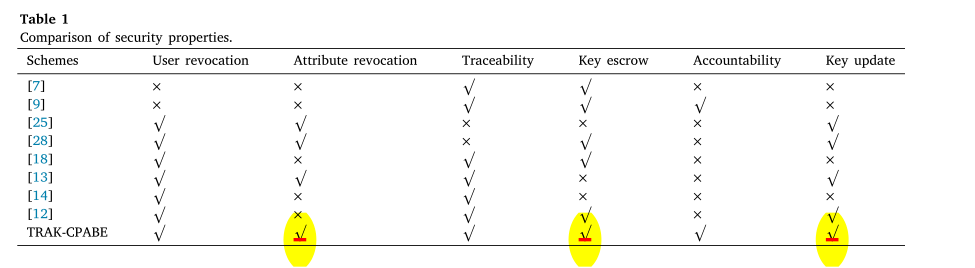 Table 1
Comparison of security properties.
Schemes User revocation Attribute revocation Traceability Key escrow Accountability Key update
[7] × × √ √ × ×
[9] × × √ √ √ ×
[25] √ √ × × × √
[28] √ √ × √ × √
[18] √ × √ √ × ×
[13] √ √ √ × × √
[14] √ × √ × × ×
[12] √ × √ √ × √
TRAK-CPABE √ √ √ √ √ √